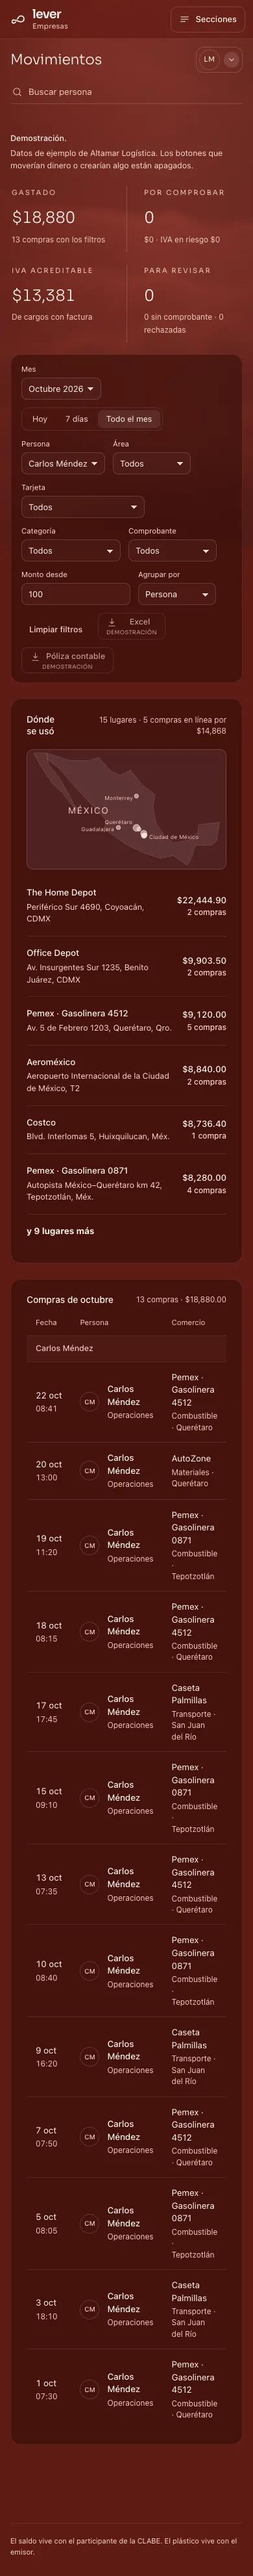 lever
Empresas
Secciones
Movimientos
LM
Buscar persona
Demostración.
Datos de ejemplo de Altamar Logística. Los botones que
moverían dinero o crearían algo están apagados.
GASTADO
$18,880
13 compras con los filtros
POR COMPROBAR
0
$0 · IVA en riesgo $0
IVA ACREDITABLE
$13,381
De cargos con factura
PARA REVISAR
0
0 sin comprobante · 0
rechazadas
Mes
Octubre 2026
Hoy
7 días
Todo el mes
Persona
Carlos Méndez
Área
Todos
Tarjeta
Todos
Categoría
Todos
Comprobante
Todos
Monto desde
100
Agrupar por
Persona
Limpiar filtros
Excel
DEMOSTRACIÓN
Póliza contable
DEMOSTRACIÓN
Dónde
se usó
15 lugares · 5 compras en línea por
$14,868
MÉXICO
Monterrey
Querétaro
Guadalajara
Ciudad de México
The Home Depot
Periférico Sur 4690, Coyoacán,
CDMX
$22,444.90
2 compras
Office Depot
Av. Insurgentes Sur 1235, Benito
Juárez, CDMX
$9,903.50
2 compras
Pemex · Gasolinera 4512
Av. 5 de Febrero 1203, Querétaro, Qro.
$9,120.00
5 compras
Aeroméxico
Aeropuerto Internacional de la Ciudad
de México, T2
$8,840.00
2 compras
Costco
Blvd. Interlomas 5, Huixquilucan, Méx.
$8,736.40
1 compra
Pemex · Gasolinera 0871
Autopista México–Querétaro km 42,
Tepotzotlán, Méx.
$8,280.00
4 compras
y 9 lugares más
Compras de octubre
13 compras · $18,880.00
Fecha
Persona
Comercio
Carlos Méndez
22 oct
08:41
CM
Carlos
Méndez
Operaciones
Pemex ·
Gasolinera
4512
Combustible
· Querétaro
20 oct
13:00
CM
Carlos
Méndez
Operaciones
AutoZone
Materiales ·
Querétaro
19 oct
11:20
CM
Carlos
Méndez
Operaciones
Pemex ·
Gasolinera
0871
Combustible
·
Tepotzotlán
18 oct
08:15
CM
Carlos
Méndez
Operaciones
Pemex ·
Gasolinera
4512
Combustible
· Querétaro
17 oct
17:45
CM
Carlos
Méndez
Operaciones
Caseta
Palmillas
Transporte ·
San Juan
del Río
15 oct
09:10
CM
Carlos
Méndez
Operaciones
Pemex ·
Gasolinera
0871
Combustible
·
Tepotzotlán
13 oct
07:35
CM
Carlos
Méndez
Operaciones
Pemex ·
Gasolinera
4512
Combustible
· Querétaro
10 oct
08:40
CM
Carlos
Méndez
Operaciones
Pemex ·
Gasolinera
0871
Combustible
·
Tepotzotlán
9 oct
16:20
CM
Carlos
Méndez
Operaciones
Caseta
Palmillas
Transporte ·
San Juan
del Río
7 oct
07:50
CM
Carlos
Méndez
Operaciones
Pemex ·
Gasolinera
4512
Combustible
· Querétaro
5 oct
08:05
CM
Carlos
Méndez
Operaciones
Pemex ·
Gasolinera
0871
Combustible
·
Tepotzotlán
3 oct
18:10
CM
Carlos
Méndez
Operaciones
Caseta
Palmillas
Transporte ·
San Juan
del Río
1 oct
07:30
CM
Carlos
Méndez
Operaciones
Pemex ·
Gasolinera
4512
Combustible
· Querétaro
El saldo vive con el participante de la CLABE. El plástico vive con el
emisor.